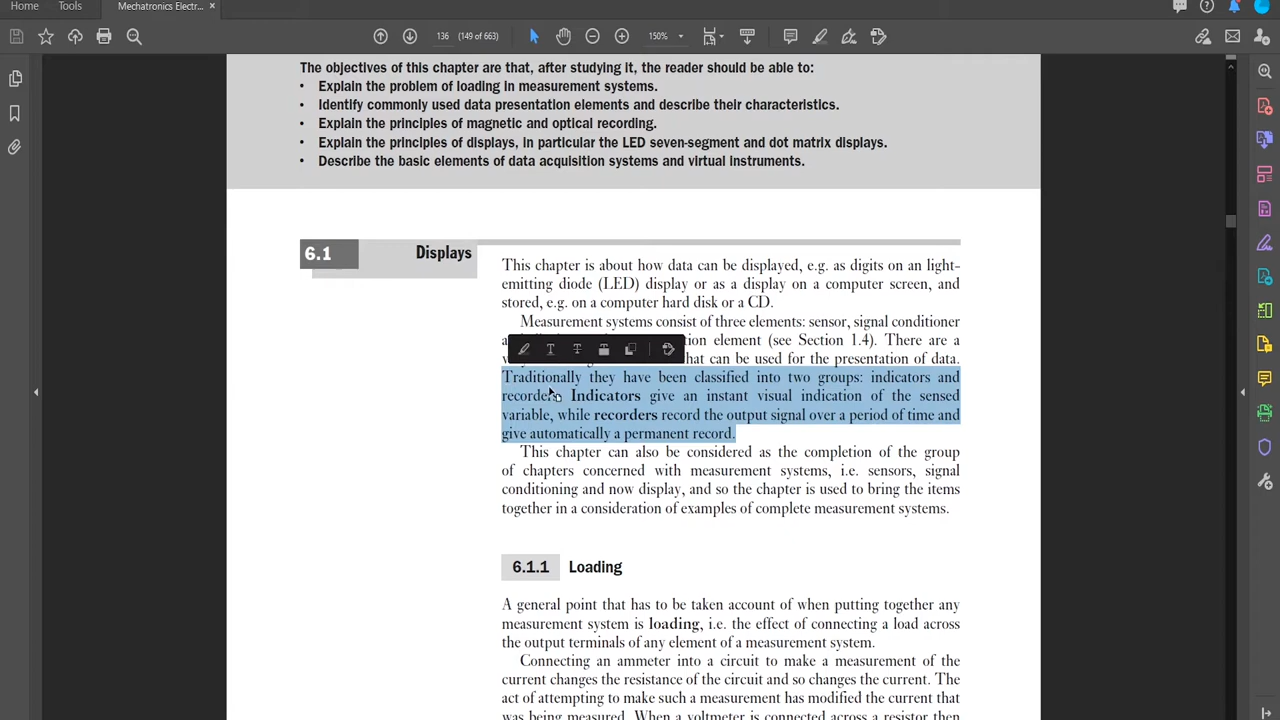 Home Tools Mechatronics Electr... ×
136 (149 of 663) 150%
The objectives of this chapter are that, after studying it, the reader should be able to:
• Explain the problem of loading in measurement systems.
• Identify commonly used data presentation elements and describe their characteristics.
• Explain the principles of magnetic and optical recording.
• Explain the principles of displays, in particular the LED seven-segment and dot matrix displays.
• Describe the basic elements of data acquisition systems and virtual instruments.
6.1 Displays
This chapter is about how data can be displayed, e.g. as digits on an light-
emitting diode (LED) display or as a display on a computer screen, and
stored, e.g. on a computer hard disk or a CD.
Measurement systems consist of three elements: sensor, signal conditioner
element (see Section 1.4). There are a
that can be used for the presentation of data.
Traditionally they have been classified into two groups: indicators and
recorders. Indicators give an instant visual indication of the sensed
variable, while recorders record the output signal over a period of time and
give automatically a permanent record.
This chapter can also be considered as the completion of the group
of chapters concerned with measurement systems, i.e. sensors, signal
conditioning and now display, and so the chapter is used to bring the items
together in a consideration of examples of complete measurement systems.
6.1.1 Loading
A general point that has to be taken account of when putting together any
measurement system is loading, i.e. the effect of connecting a load across
the output terminals of any element of a measurement system.
Connecting an ammeter into a circuit to make a measurement of the
current changes the resistance of the circuit and so changes the current. The
act of attempting to make such a measurement has modified the current that
was being measured. When a voltmeter is connected across a resistor then